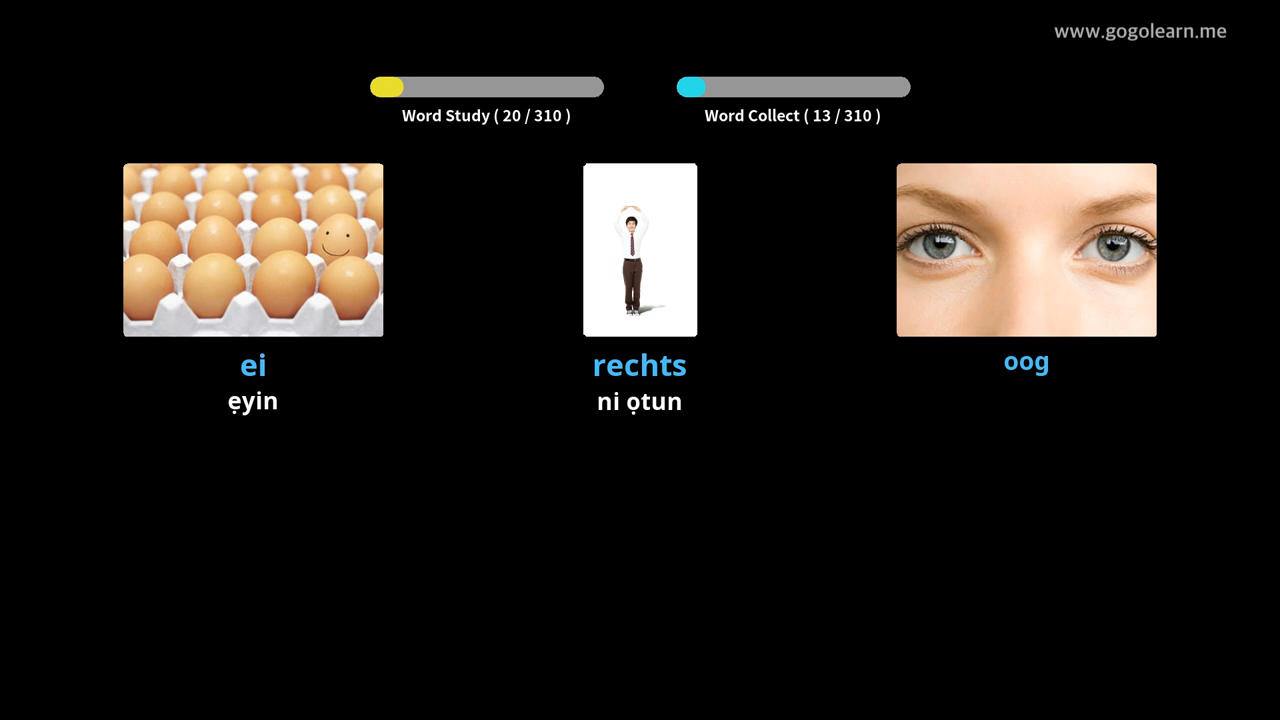 www.gogolearn.me
Word Study ( 20 / 310 )
Word Collect ( 13 / 310 )
ei
rechts
oog
ẹyin
ni ọtun